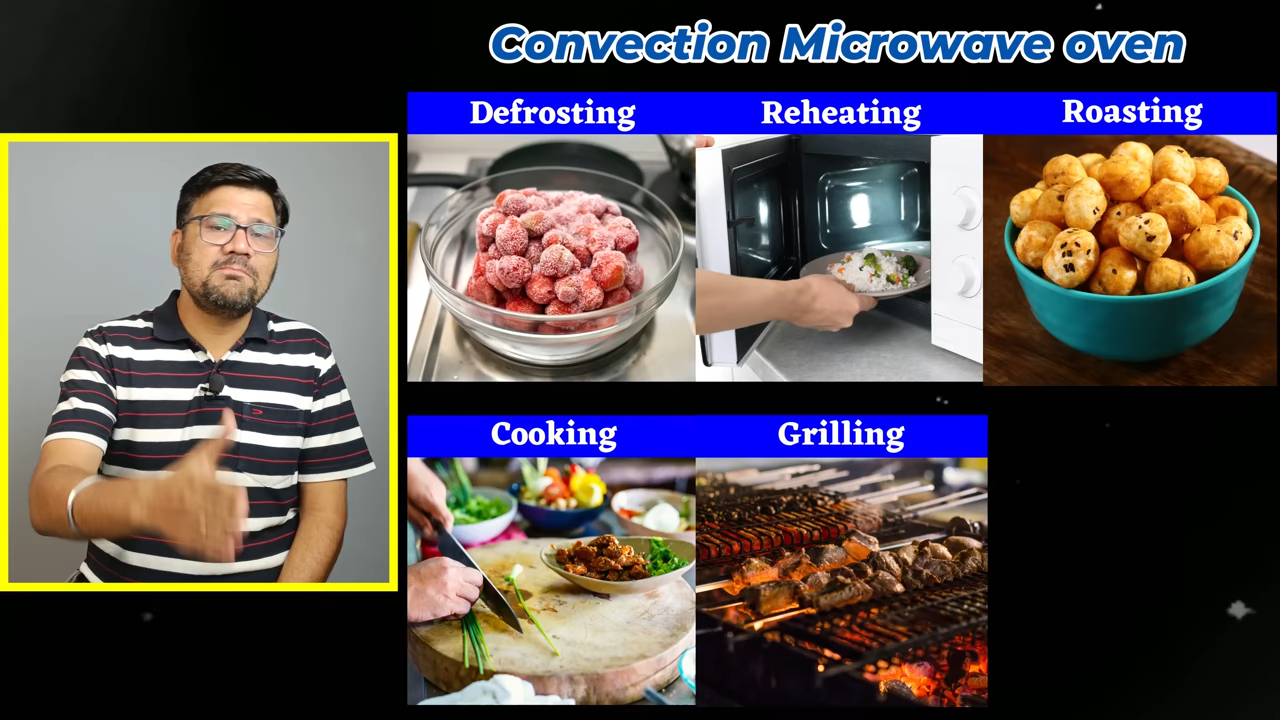 Convection Microwave oven
Defrosting
Reheating
Roasting
Cooking
Grilling